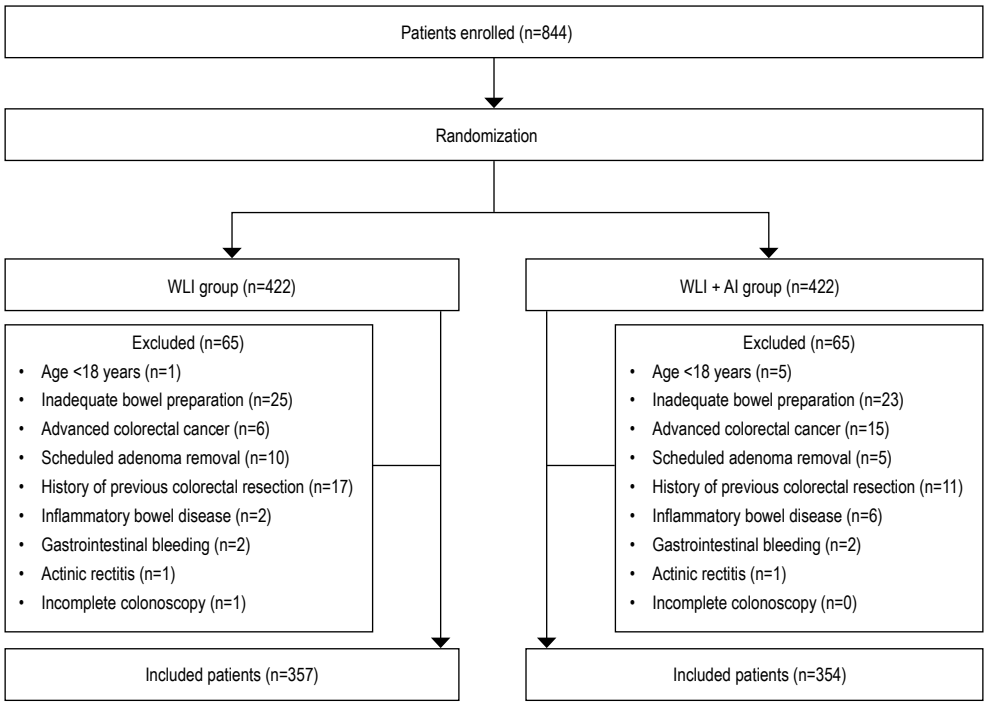 Patients enrolled (n=844)
Randomization
WLI group (n=422)
Excluded (n=65)
• Age <18 years (n=1)
• Inadequate bowel preparation (n=25)
• Advanced colorectal cancer (n=6)
• Scheduled adenoma removal (n=10)
• History of previous colorectal resection (n=17)
• Inflammatory bowel disease (n=2)
• Gastrointestinal bleeding (n=2)
• Actinic rectitis (n=1)
• Incomplete colonoscopy (n=1)
Included patients (n=357)
WLI + AI group (n=422)
Excluded (n=65)
• Age <18 years (n=5)
• Inadequate bowel preparation (n=23)
• Advanced colorectal cancer (n=15)
• Scheduled adenoma removal (n=5)
• History of previous colorectal resection (n=11)
• Inflammatory bowel disease (n=6)
• Gastrointestinal bleeding (n=2)
• Actinic rectitis (n=1)
• Incomplete colonoscopy (n=0)
Included patients (n=354)